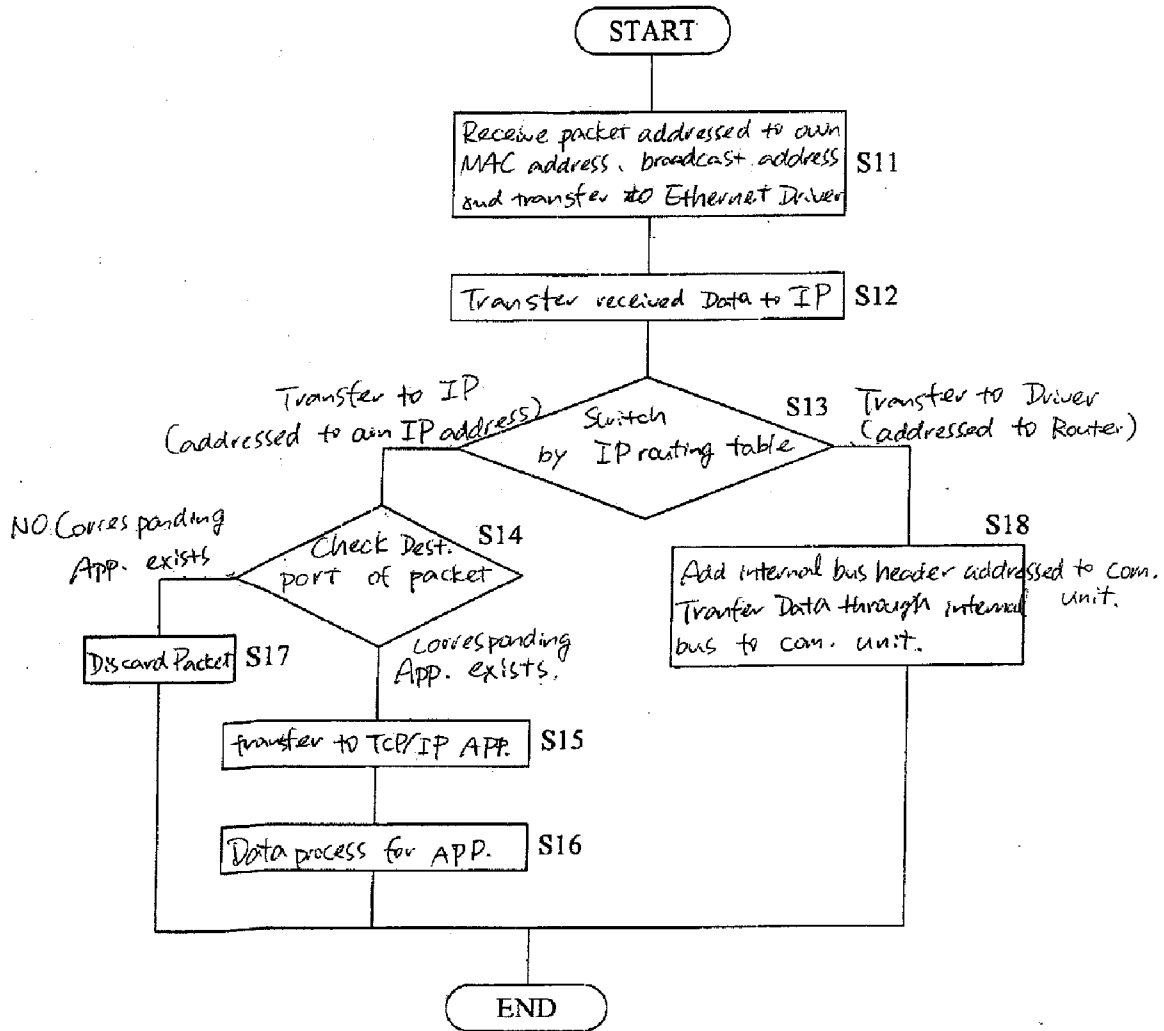 START
Receive packet addressed to own
MAC address, broadcast address
and transfer to Ethernet Driver
S11
Transfer received Data to IP
S12
Transfer to IP
(addressed to own IP address)
Switch
by IP routing table
S13
Transfer to Driver
(addressed to Router)
NO Corresponding
App. exists
Check Dest.
port of packet
S14
S18
Add internal bus header addressed to com.
unit.
Tranfer Data through internal
bus to com. unit.
Discard Packet
S17
corresponding
App. exists.
transfer to TCP/IP APP.
S15
Data process for APP.
S16
END